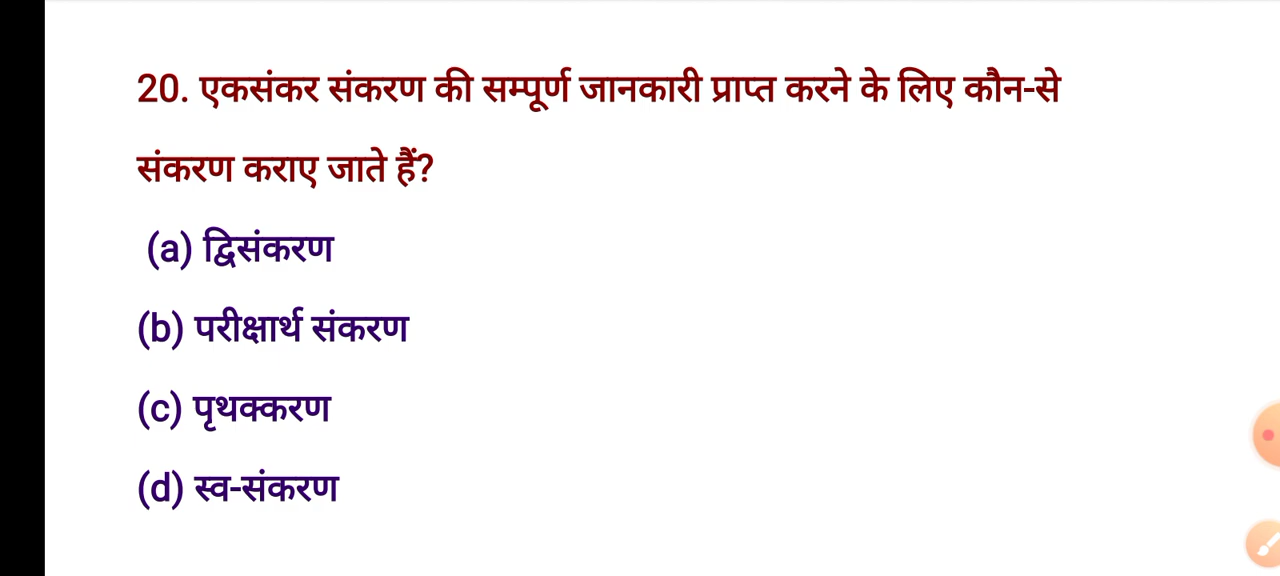 20. एकसंकर संकरण की सम्पूर्ण जानकारी प्राप्त करने के लिए कौन-से
संकरण कराए जाते हैं?
(a) द्विसंकरण
(b) परीक्षार्थ संकरण
(c) पृथक्करण
(d) स्व-संकरण